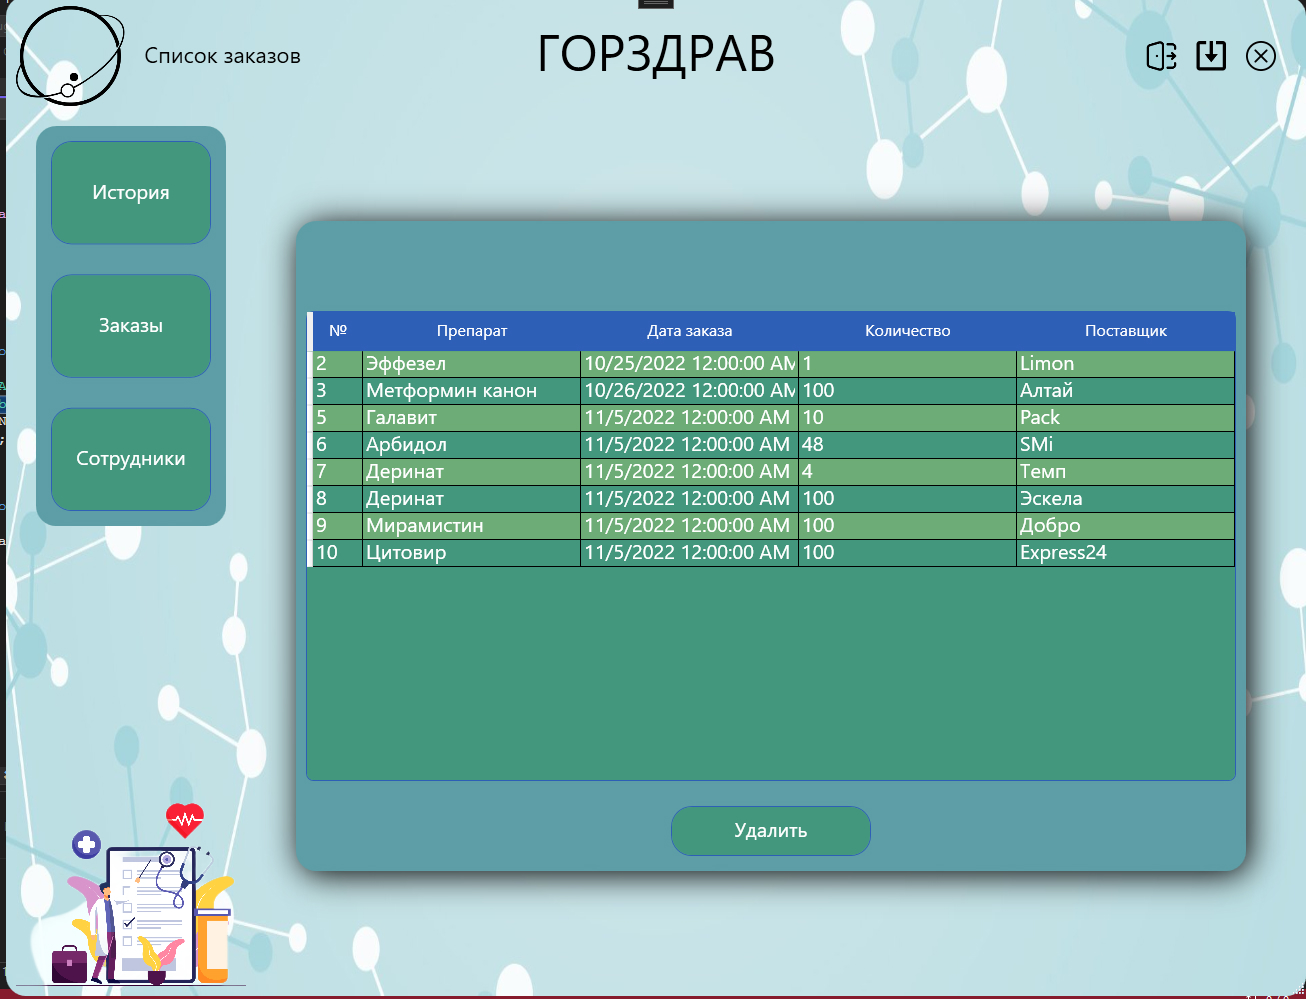 Список заказов
ГОРЗДРАВ
История
Заказы
Сотрудники
№ Препарат Дата заказа Количество Поставщик
2 Эффезел 10/25/2022 12:00:00 AM 1 Limon
3 Метформин канон 10/26/2022 12:00:00 AM 100 Алтай
5 Галавит 11/5/2022 12:00:00 AM 10 Pack
6 Арбидол 11/5/2022 12:00:00 AM 48 SMi
7 Деринат 11/5/2022 12:00:00 AM 4 Темп
8 Деринат 11/5/2022 12:00:00 AM 100 Эскела
9 Мирамистин 11/5/2022 12:00:00 AM 100 Добро
10 Цитовир 11/5/2022 12:00:00 AM 100 Express24
Удалить